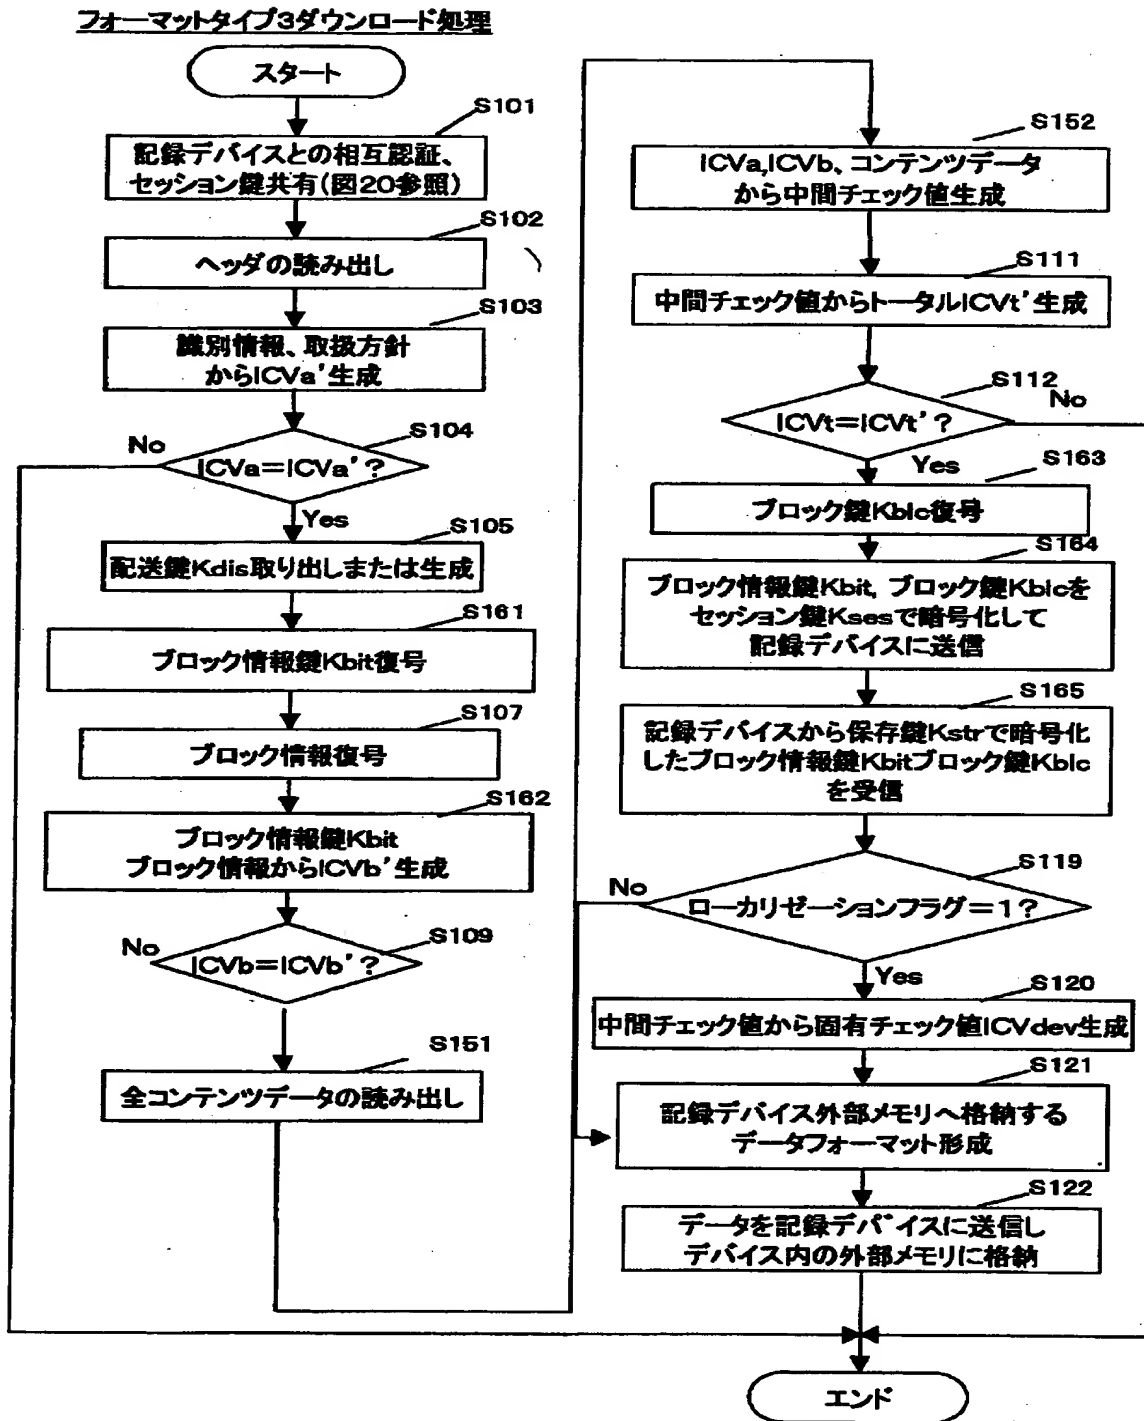 フォーマットタイプ3ダウンロード処理
スタート
S101
記録デバイスとの相互認証、
セッション鍵共有(図20参照)
S102
ヘッダの読み出し
S103
識別情報、取扱方針
からICVa'生成
S104
No
ICVa=ICVa'?
Yes
S105
配送鍵Kdis取り出しまたは生成
S161
ブロック情報鍵Kbit復号
S107
ブロック情報復号
S162
ブロック情報鍵Kbit
ブロック情報からICVb'生成
S109
No
ICVb=ICVb'?
S151
全コンテンツデータの読み出し
S152
ICVa,ICVb、コンテンツデータ
から中間チェック値生成
S111
中間チェック値からトータルICVt'生成
S112
No
ICVt=ICVt'?
Yes
S163
ブロック鍵Kblc復号
S164
ブロック情報鍵Kbit, ブロック鍵Kblcを
セッション鍵Ksesで暗号化して
記録デバイスに送信
S165
記録デバイスから保存鍵Kstrで暗号化
したブロック情報鍵Kbitブロック鍵Kblc
を受信
S119
No
ローカリゼーションフラグ=1?
Yes
S120
中間チェック値から固有チェック値ICVdev生成
S121
記録デバイス外部メモリへ格納する
データフォーマット形成
S122
データを記録デバイスに送信し
デバイス内の外部メモリに格納
エンド